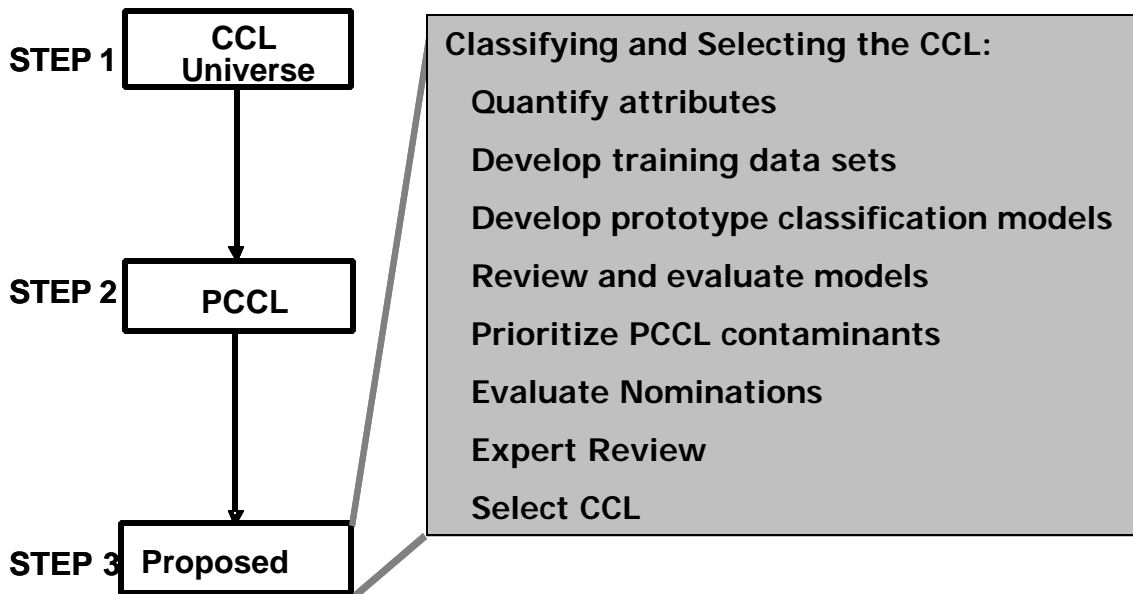 STEP 1
CCL
Universe
STEP 2
PCCL
STEP 3
Proposed
Classifying and Selecting the CCL:
Quantify attributes
Develop training data sets
Develop prototype classification models
Review and evaluate models
Prioritize PCCL contaminants
Evaluate Nominations
Expert Review
Select CCL